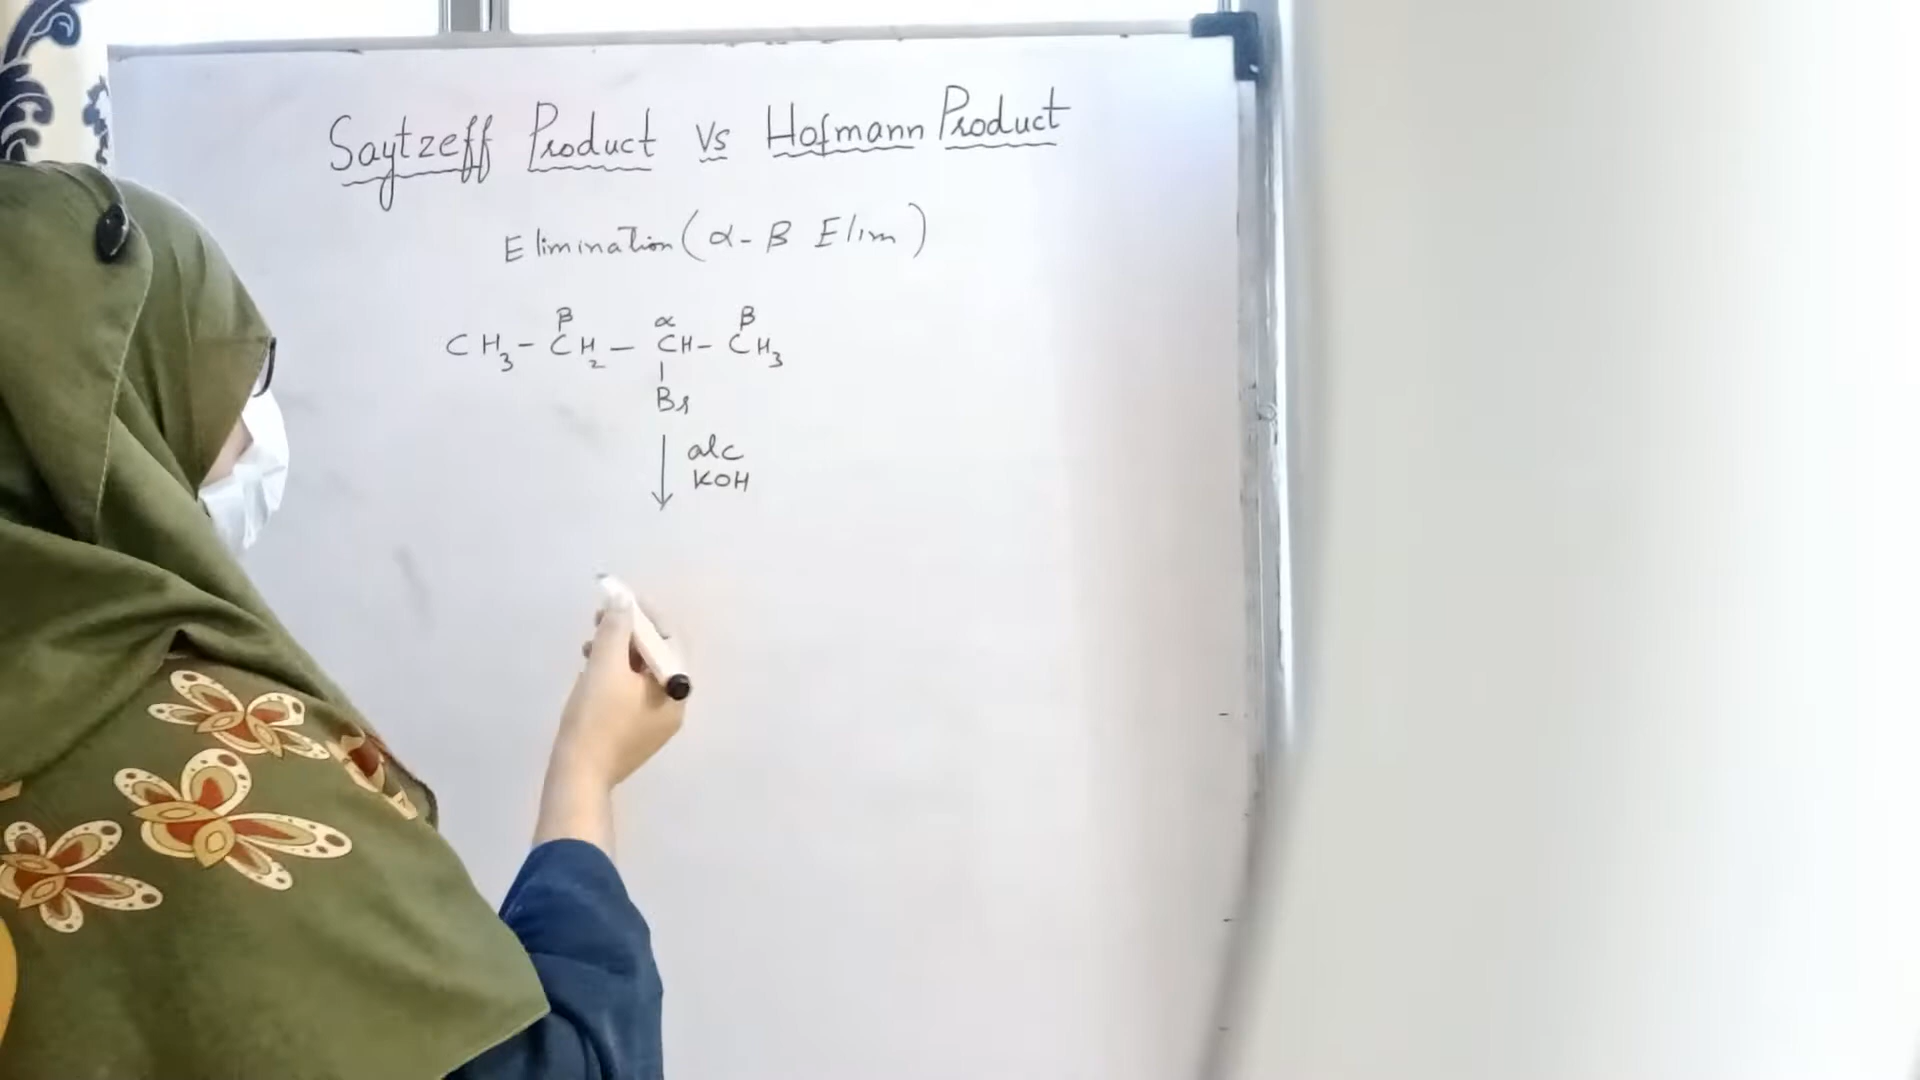 Saytzeff Product Vs Hofmann Product
Elimination (α-β Elim)
β α β
CH3-CH2-CH-CH3
|
Br
alc
KOH